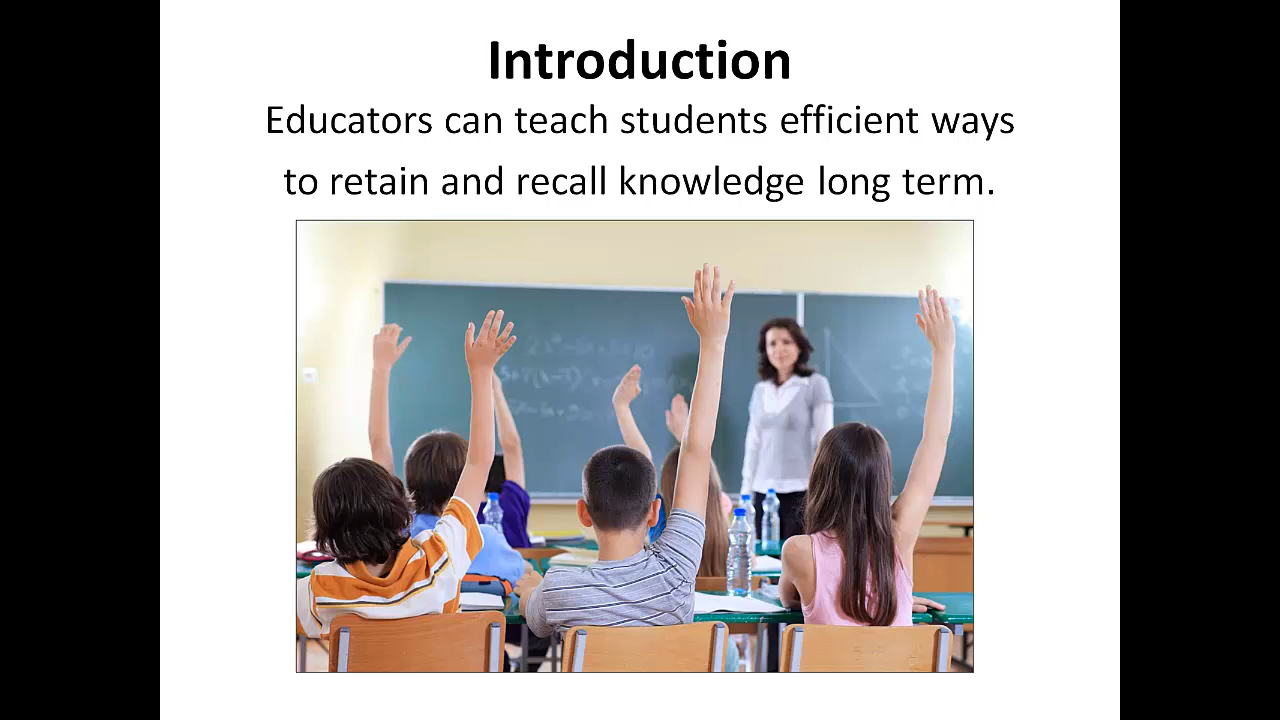 Introduction
Educators can teach students efficient ways
to retain and recall knowledge long term.